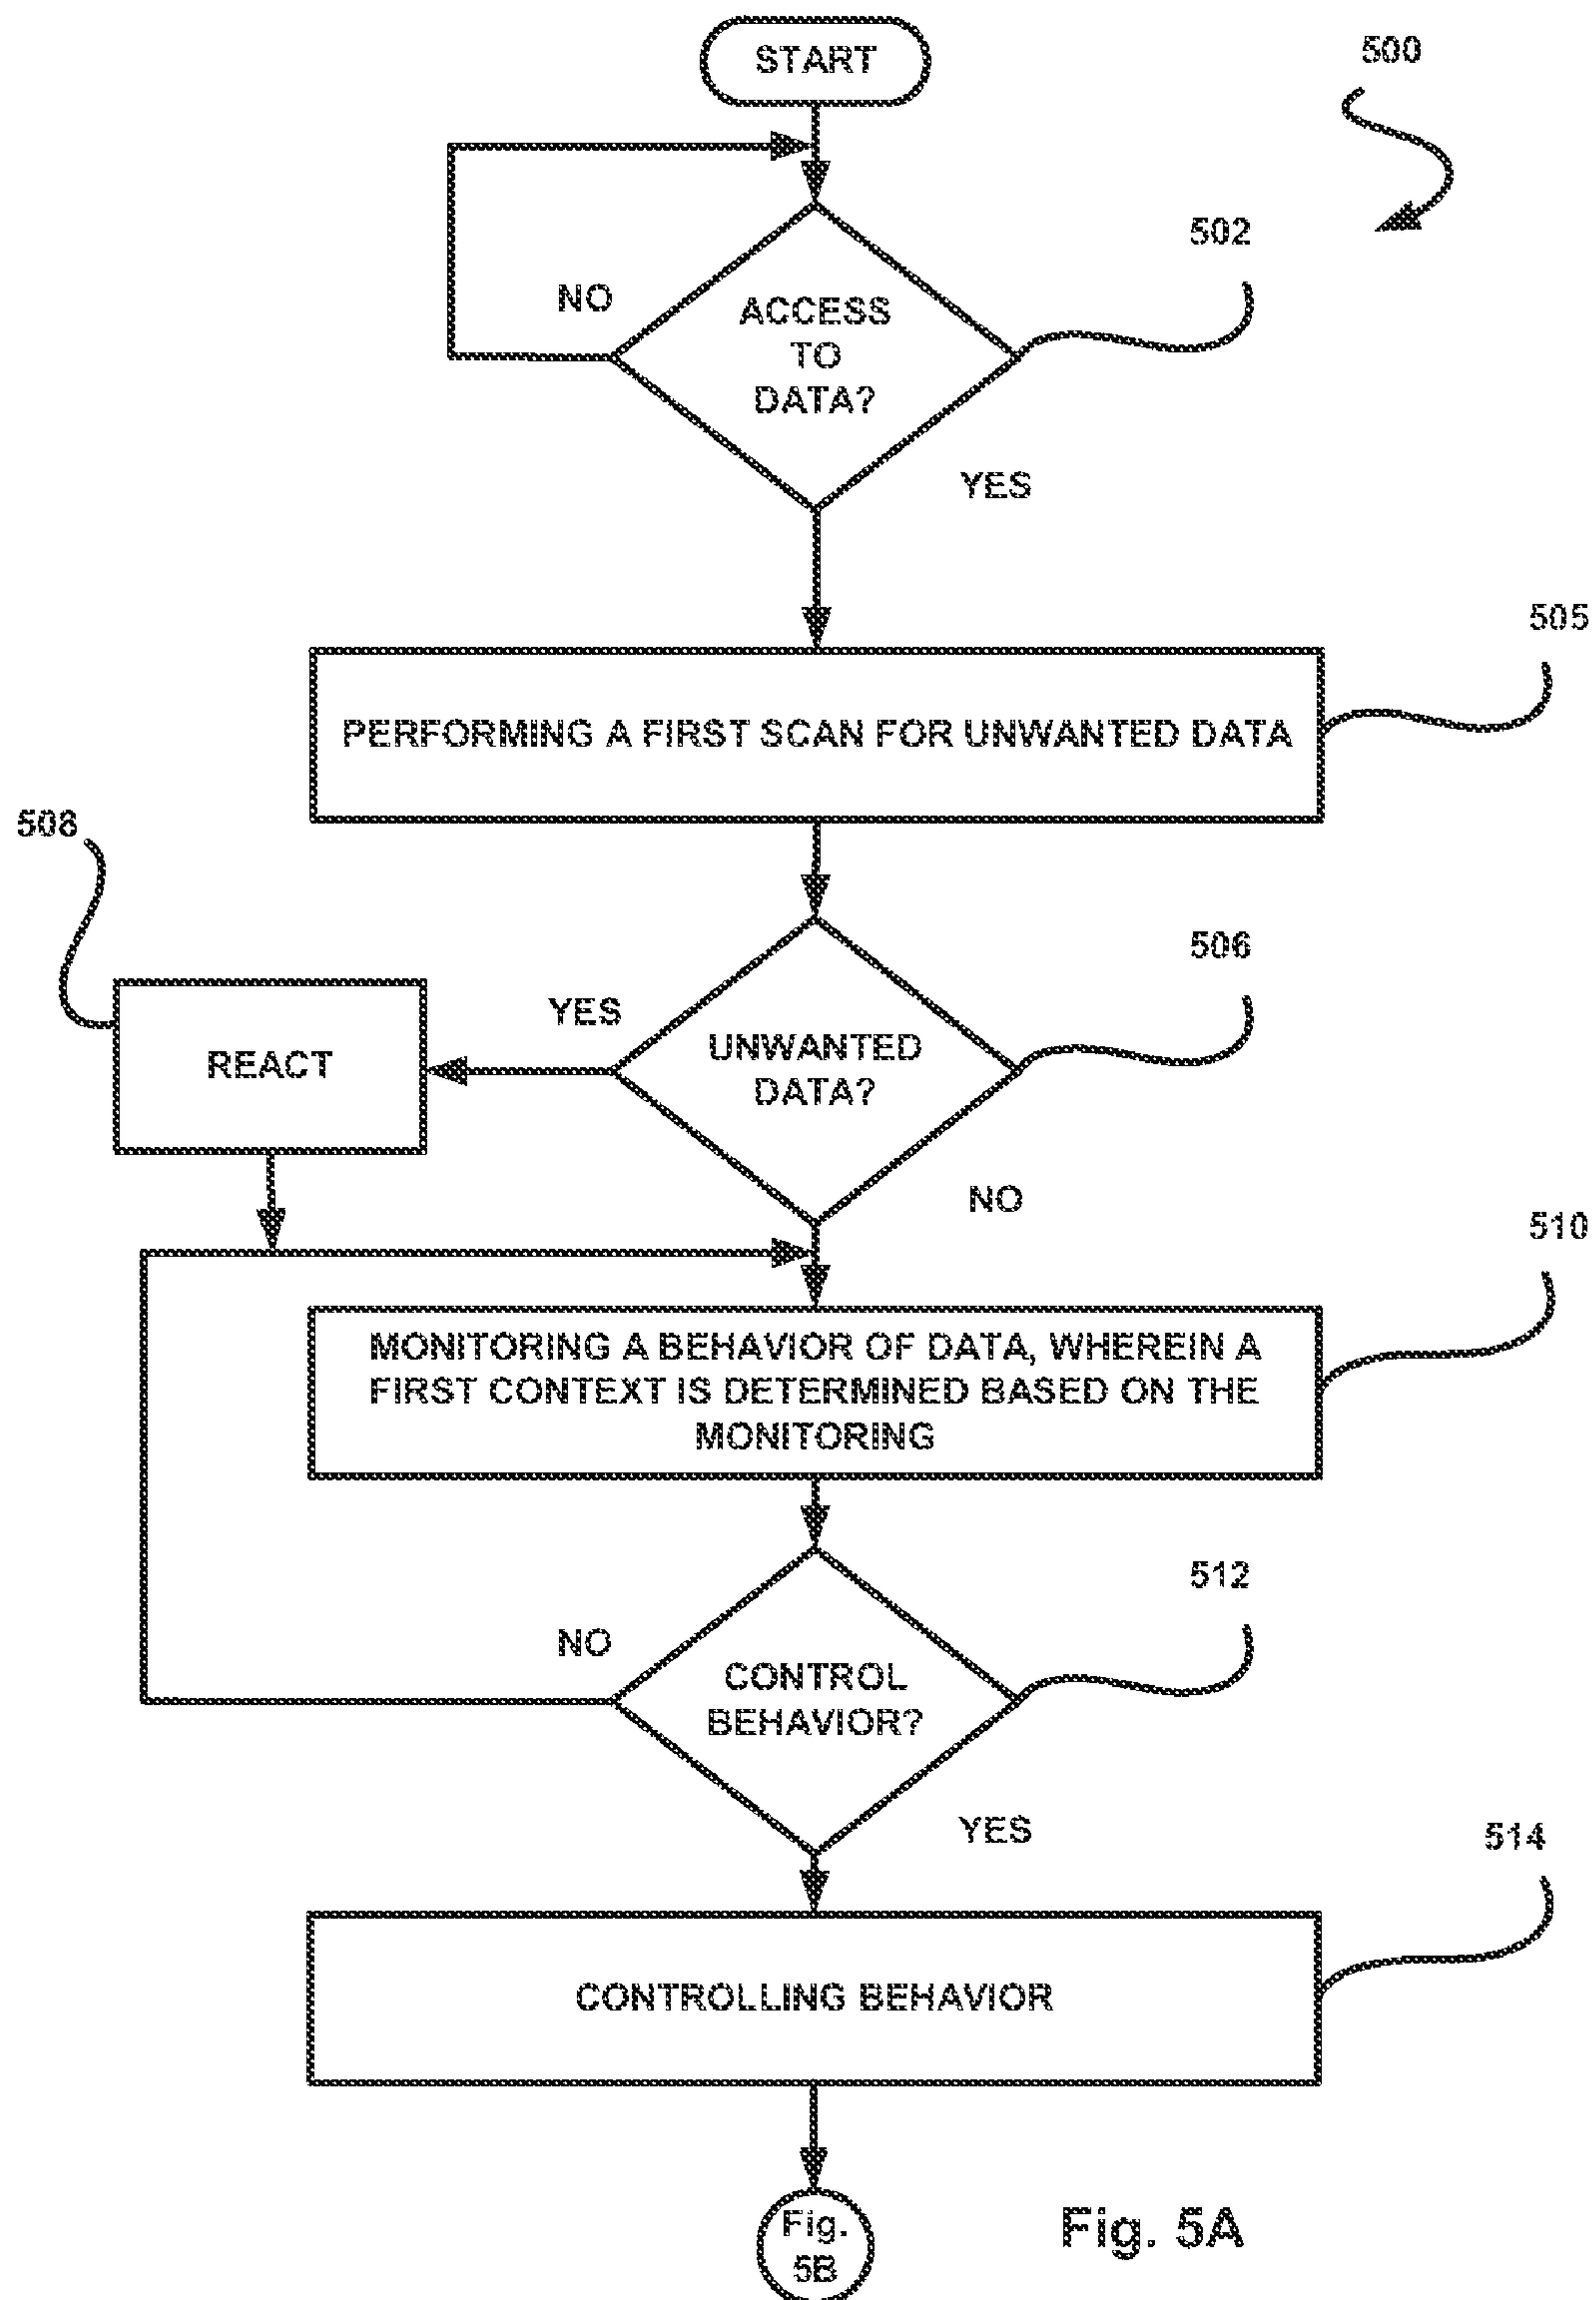 START
500
502
NO
ACCESS
TO
DATA?
YES
505
PERFORMING A FIRST SCAN FOR UNWANTED DATA
508
506
YES
UNWANTED
DATA?
REACT
NO
510
MONITORING A BEHAVIOR OF DATA, WHEREIN A
FIRST CONTEXT IS DETERMINED BASED ON THE
MONITORING
512
NO
CONTROL
BEHAVIOR?
YES
514
CONTROLLING BEHAVIOR
Fig.
5B
Fig. 5A